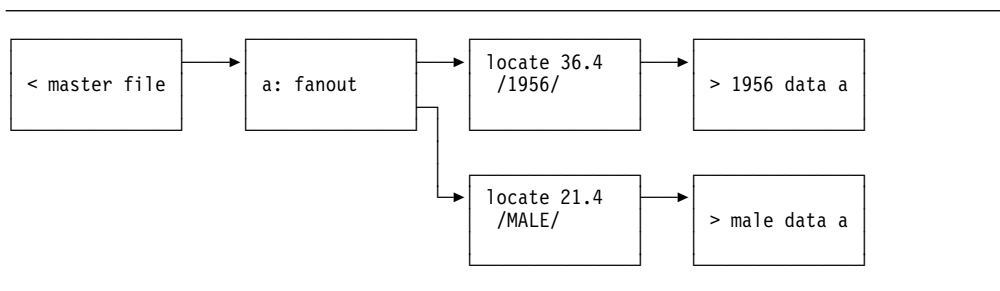 < master file
a: fanout
locate 36.4
/1956/
> 1956 data a
locate 21.4
/MALE/
> male data a